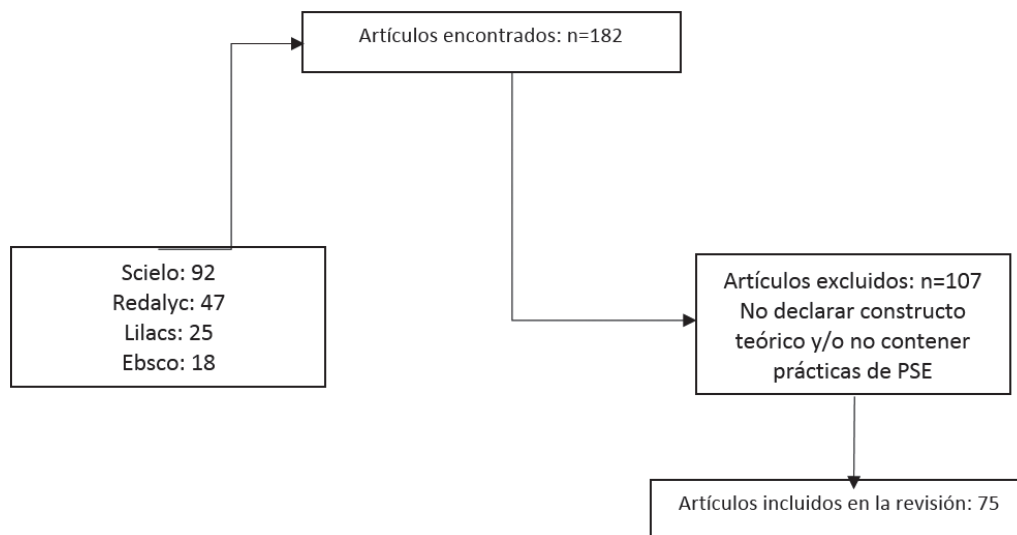 Artículos encontrados: n=182
Scielo: 92
Redalyc: 47
Lilacs: 25
Ebsco: 18
Artículos excluidos: n=107
No declarar constructo
teórico y/o no contener
prácticas de PSE
Artículos incluidos en la revisión: 75